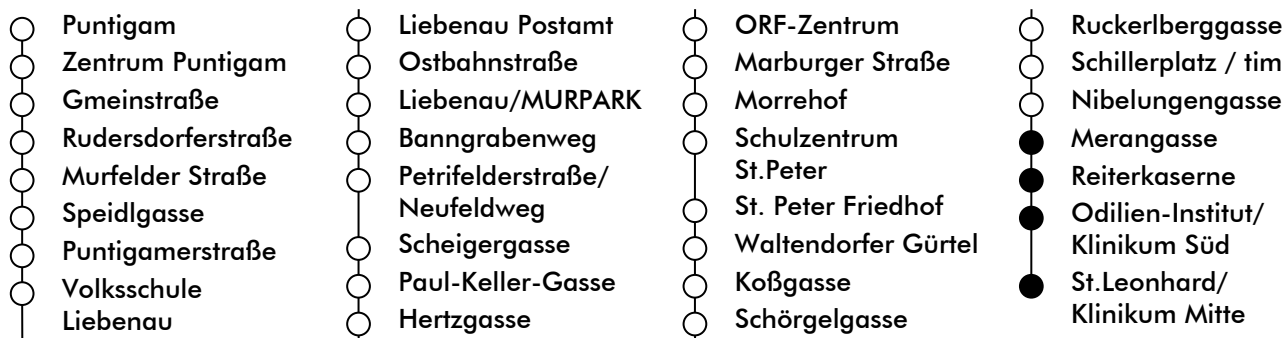 Puntigam
Zentrum Puntigam
Gmeinstraße
Rudersdorferstraße
Murfelder Straße
Speidlgasse
Puntigamerstraße
Volksschule
Liebenau
Liebenau Postamt
Ostbahnstraße
Liebenau/MURPARK
Banngrabenweg
Petrifelderstraße/
Neufeldweg
Scheigergasse
Paul-Keller-Gasse
Hertzgasse
ORF-Zentrum
Marburger Straße
Morrehof
Schulzentrum
St.Peter
St. Peter Friedhof
Waltendorfer Gürtel
Koßgasse
Schörgelgasse
Ruckerlberggasse
Schillerplatz / tim
Nibelungengasse
Merangasse
Reiterkaserne
Odilien-Institut/
Klinikum Süd
St.Leonhard/
Klinikum Mitte